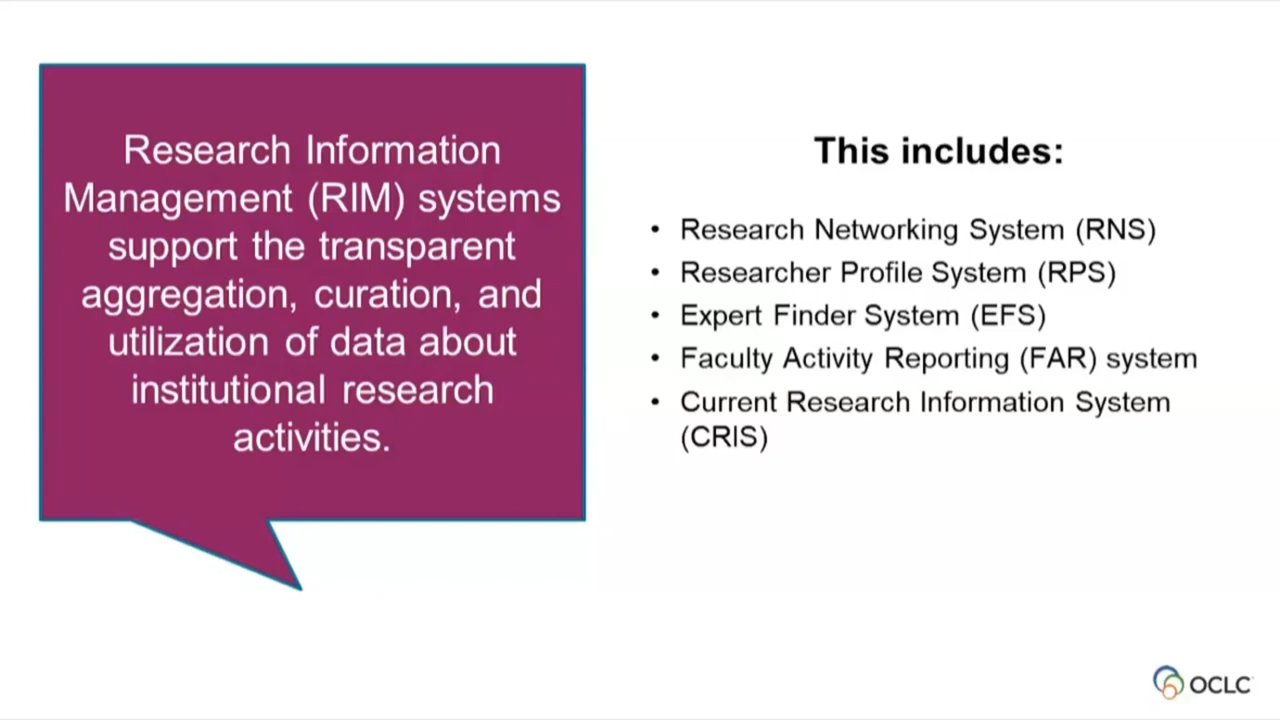 Research Information
Management (RIM) systems
support the transparent
aggregation, curation, and
utilization of data about
institutional research
activities.
This includes:
• Research Networking System (RNS)
• Researcher Profile System (RPS)
• Expert Finder System (EFS)
• Faculty Activity Reporting (FAR) system
• Current Research Information System
(CRIS)
OCLC